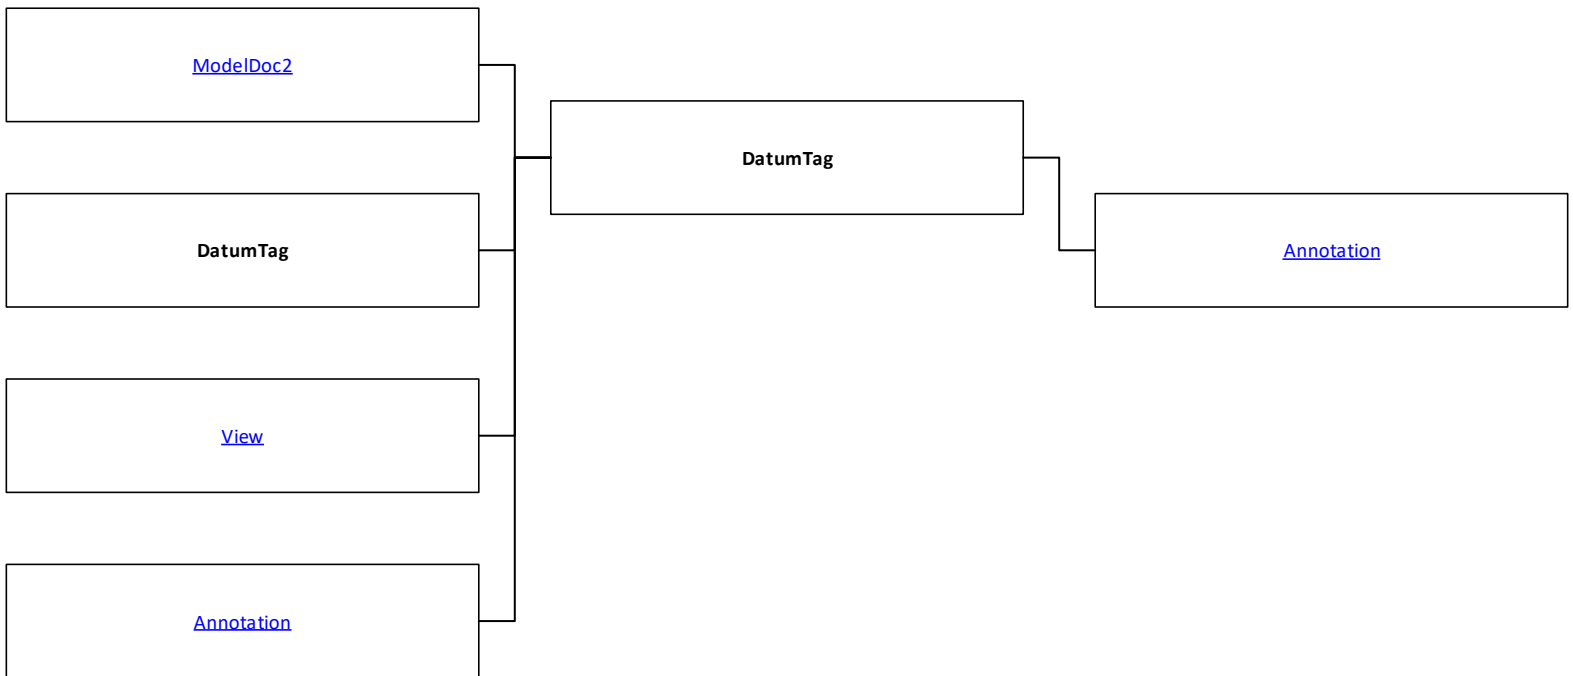 ModelDoc2
DatumTag
DatumTag
Annotation
View
Annotation